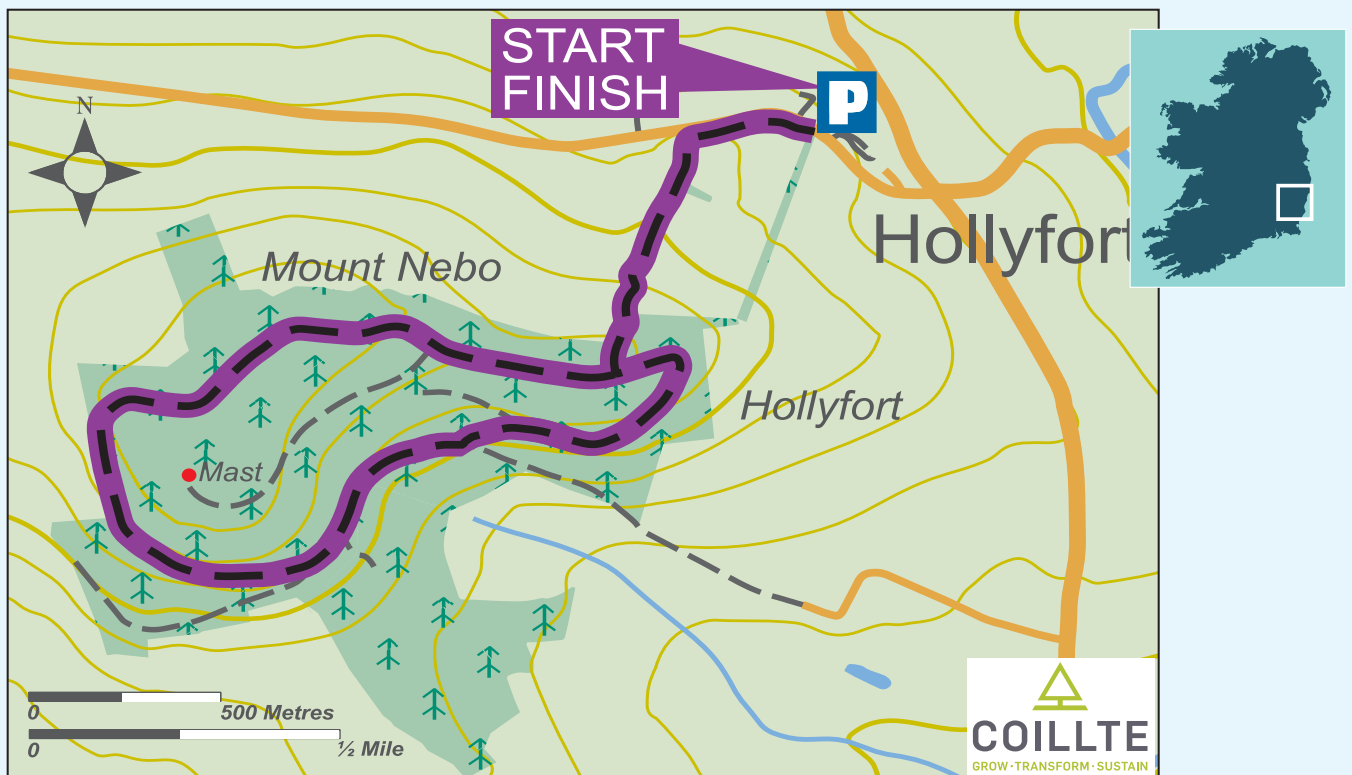 START
FINISH
P
N
Hollyfort
Mount Nebo
Hollyfort
Mast
0 500 Metres
0 ½ Mile
COILLTE
GROW·TRANSFORM·SUSTAIN